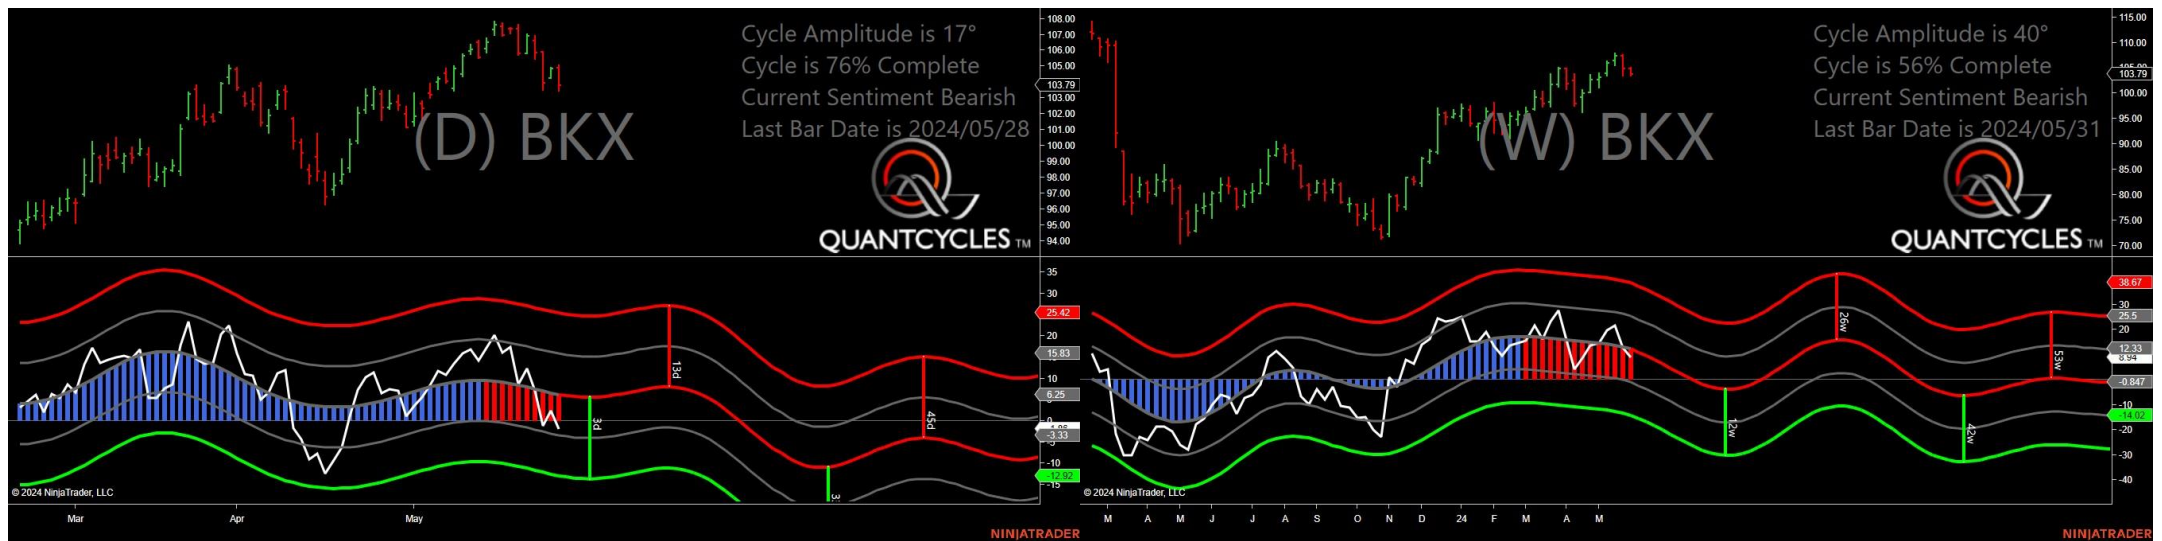 Cycle Amplitude is 17°
Cycle is 76% Complete
Current Sentiment Bearish
Last Bar Date is 2024/05/28
(D) BKX
QUANTCYCLES TM
108.00
107.00
106.00
105.00
103.79
103.00
102.00
101.00
100.00
99.00
98.00
97.00
96.00
95.00
94.00
35
30
25.42
20
15.83
10
6.25
-3.33
-10
-12.92
-15
13d
3d
45d
© 2024 NinjaTrader, LLC
Mar Apr May
NINJATRADER
Cycle Amplitude is 40°
Cycle is 56% Complete
Current Sentiment Bearish
Last Bar Date is 2024/05/31
(W) BKX
QUANTCYCLES TM
115.00
110.00
105.00
103.79
100.00
95.00
90.00
85.00
80.00
75.00
70.00
38.67
30
25.5
20
12.33
8.94
-0.847
-10
-14.02
-20
-30
-40
26w
53w
12w
42w
© 2024 NinjaTrader, LLC
M A M J J A S O N D 24 F M A M
NINJATRADER